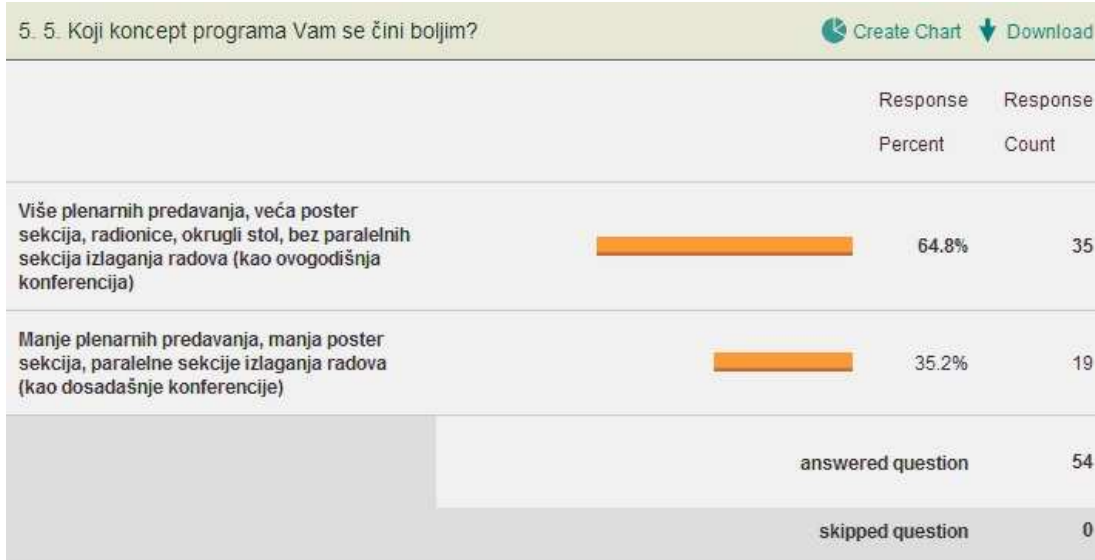 5. 5. Koji koncept programa Vam se čini boljim? Create Chart Download
Response Response
Percent Count
Više plenarnih predavanja, veća poster
sekcija, radionice, okrugli stol, bez paralelnih
sekcija izlaganja radova (kao ovogodišnja
konferencija)
64.8% 35
Manje plenarnih predavanja, manja poster
sekcija, paralelne sekcije izlaganja radova
(kao dosadašnje konferencije)
35.2% 19
answered question 54
skipped question 0